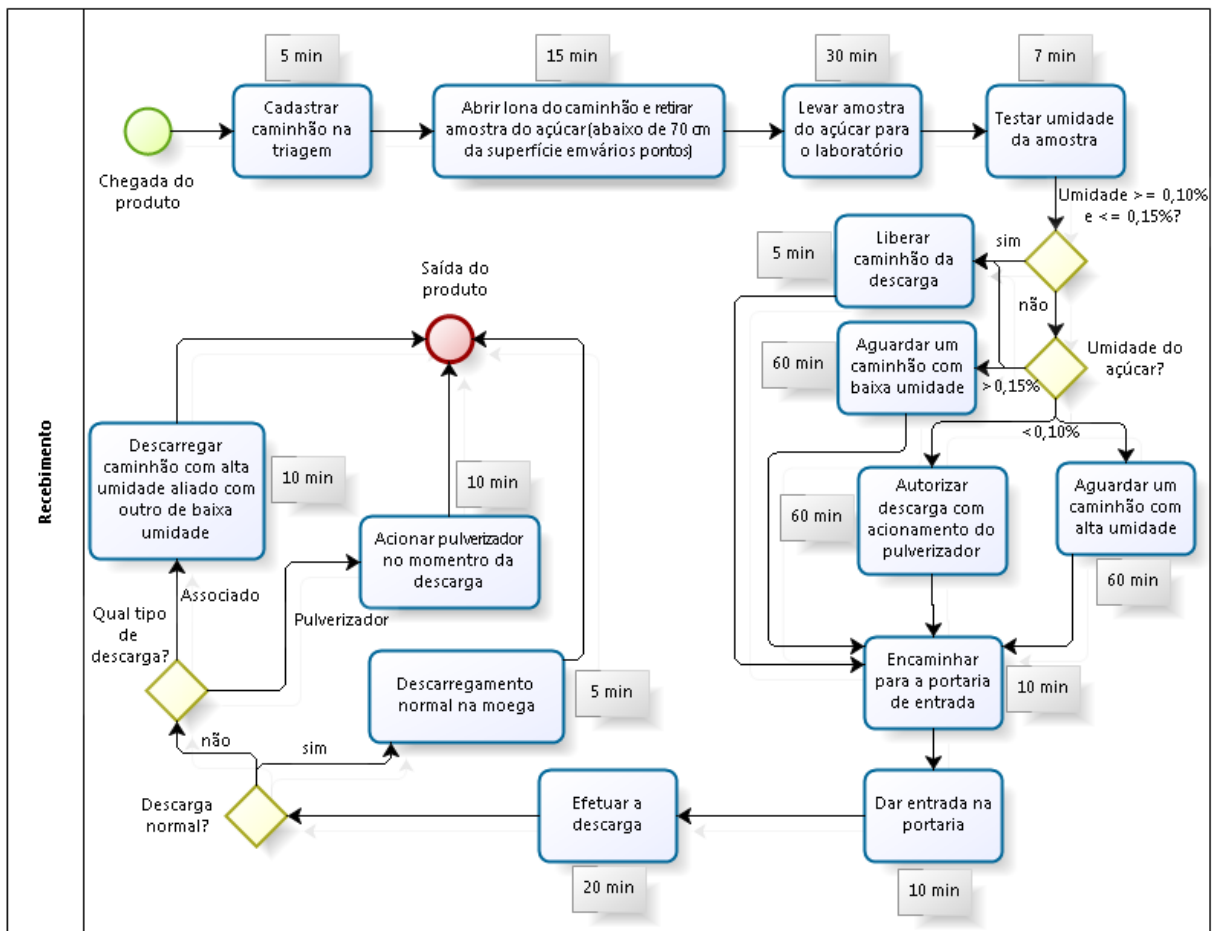 Recebimento
5 min
Cadastrar
caminhão na
triagem
Chegada do
produto
15 min
Abrir lona do caminhão e retirar
amostra do açúcar(abaixo de 70 cm
da superfície emvários pontos)
30 min
Levar amostra
do açúcar para
o laboratório
7 min
Testar umidade
da amostra
Umidade >= 0,10%
e <= 0,15%?
sim
não
5 min
Liberar
caminhão da
descarga
Umidade do
açúcar?
>0,15%
<0,10%
60 min
Aguardar um
caminhão com
baixa umidade
60 min
Autorizar
descarga com
acionamento do
pulverizador
Aguardar um
caminhão com
alta umidade
60 min
Encaminhar
para a portaria
de entrada
10 min
Dar entrada na
portaria
10 min
Efetuar a
descarga
20 min
Descarga
normal?
sim
não
Descarregamento
normal na moega
5 min
Qual tipo
de
descarga?
Associado
Pulverizador
Descarregar
caminhão com alta
umidade aliado com
outro de baixa
umidade
10 min
Acionar pulverizador
no momentro da
descarga
10 min
Saída do
produto